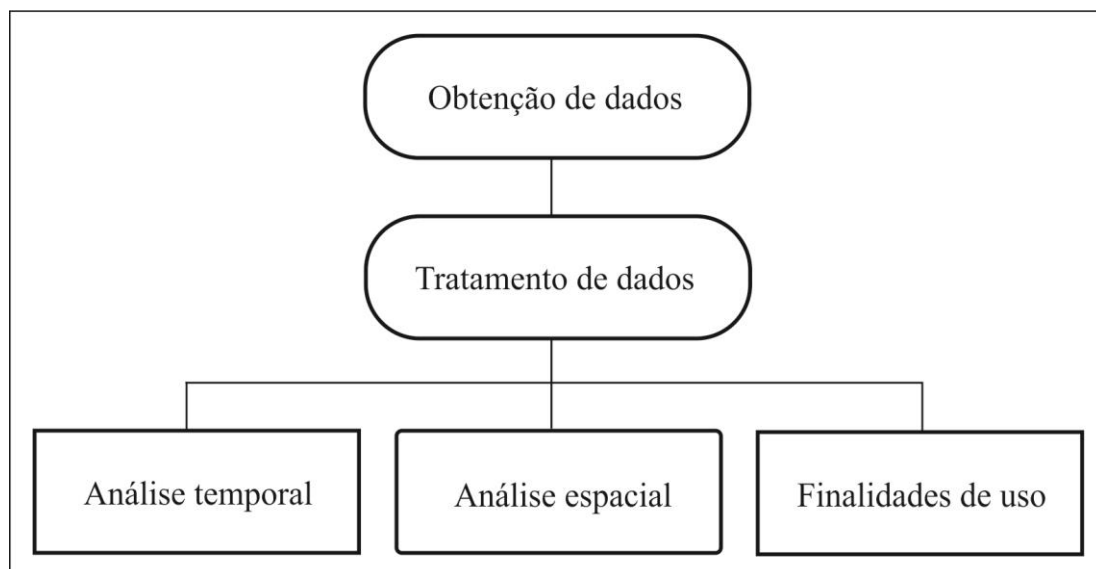 Obtenção de dados
Tratamento de dados
Análise temporal
Análise espacial
Finalidades de uso